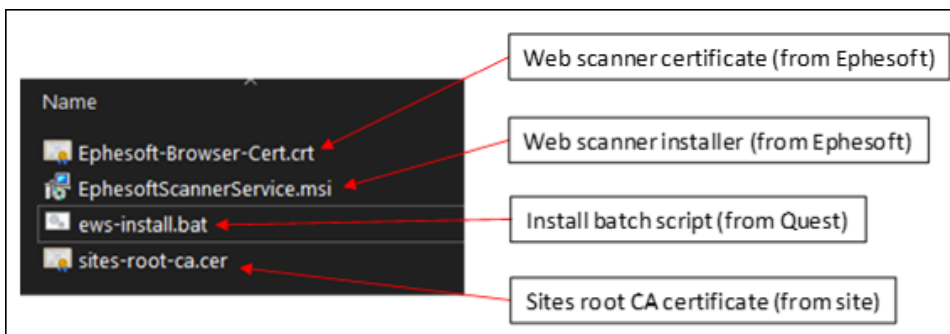 Web scanner certificate (from Ephesoft)
Name
Ephesoft-Browser-Cert.crt
Web scanner installer (from Ephesoft)
EphesoftScannerService.msi
ews-install.bat
Install batch script (from Quest)
sites-root-ca.cer
Sites root CA certificate (from site)